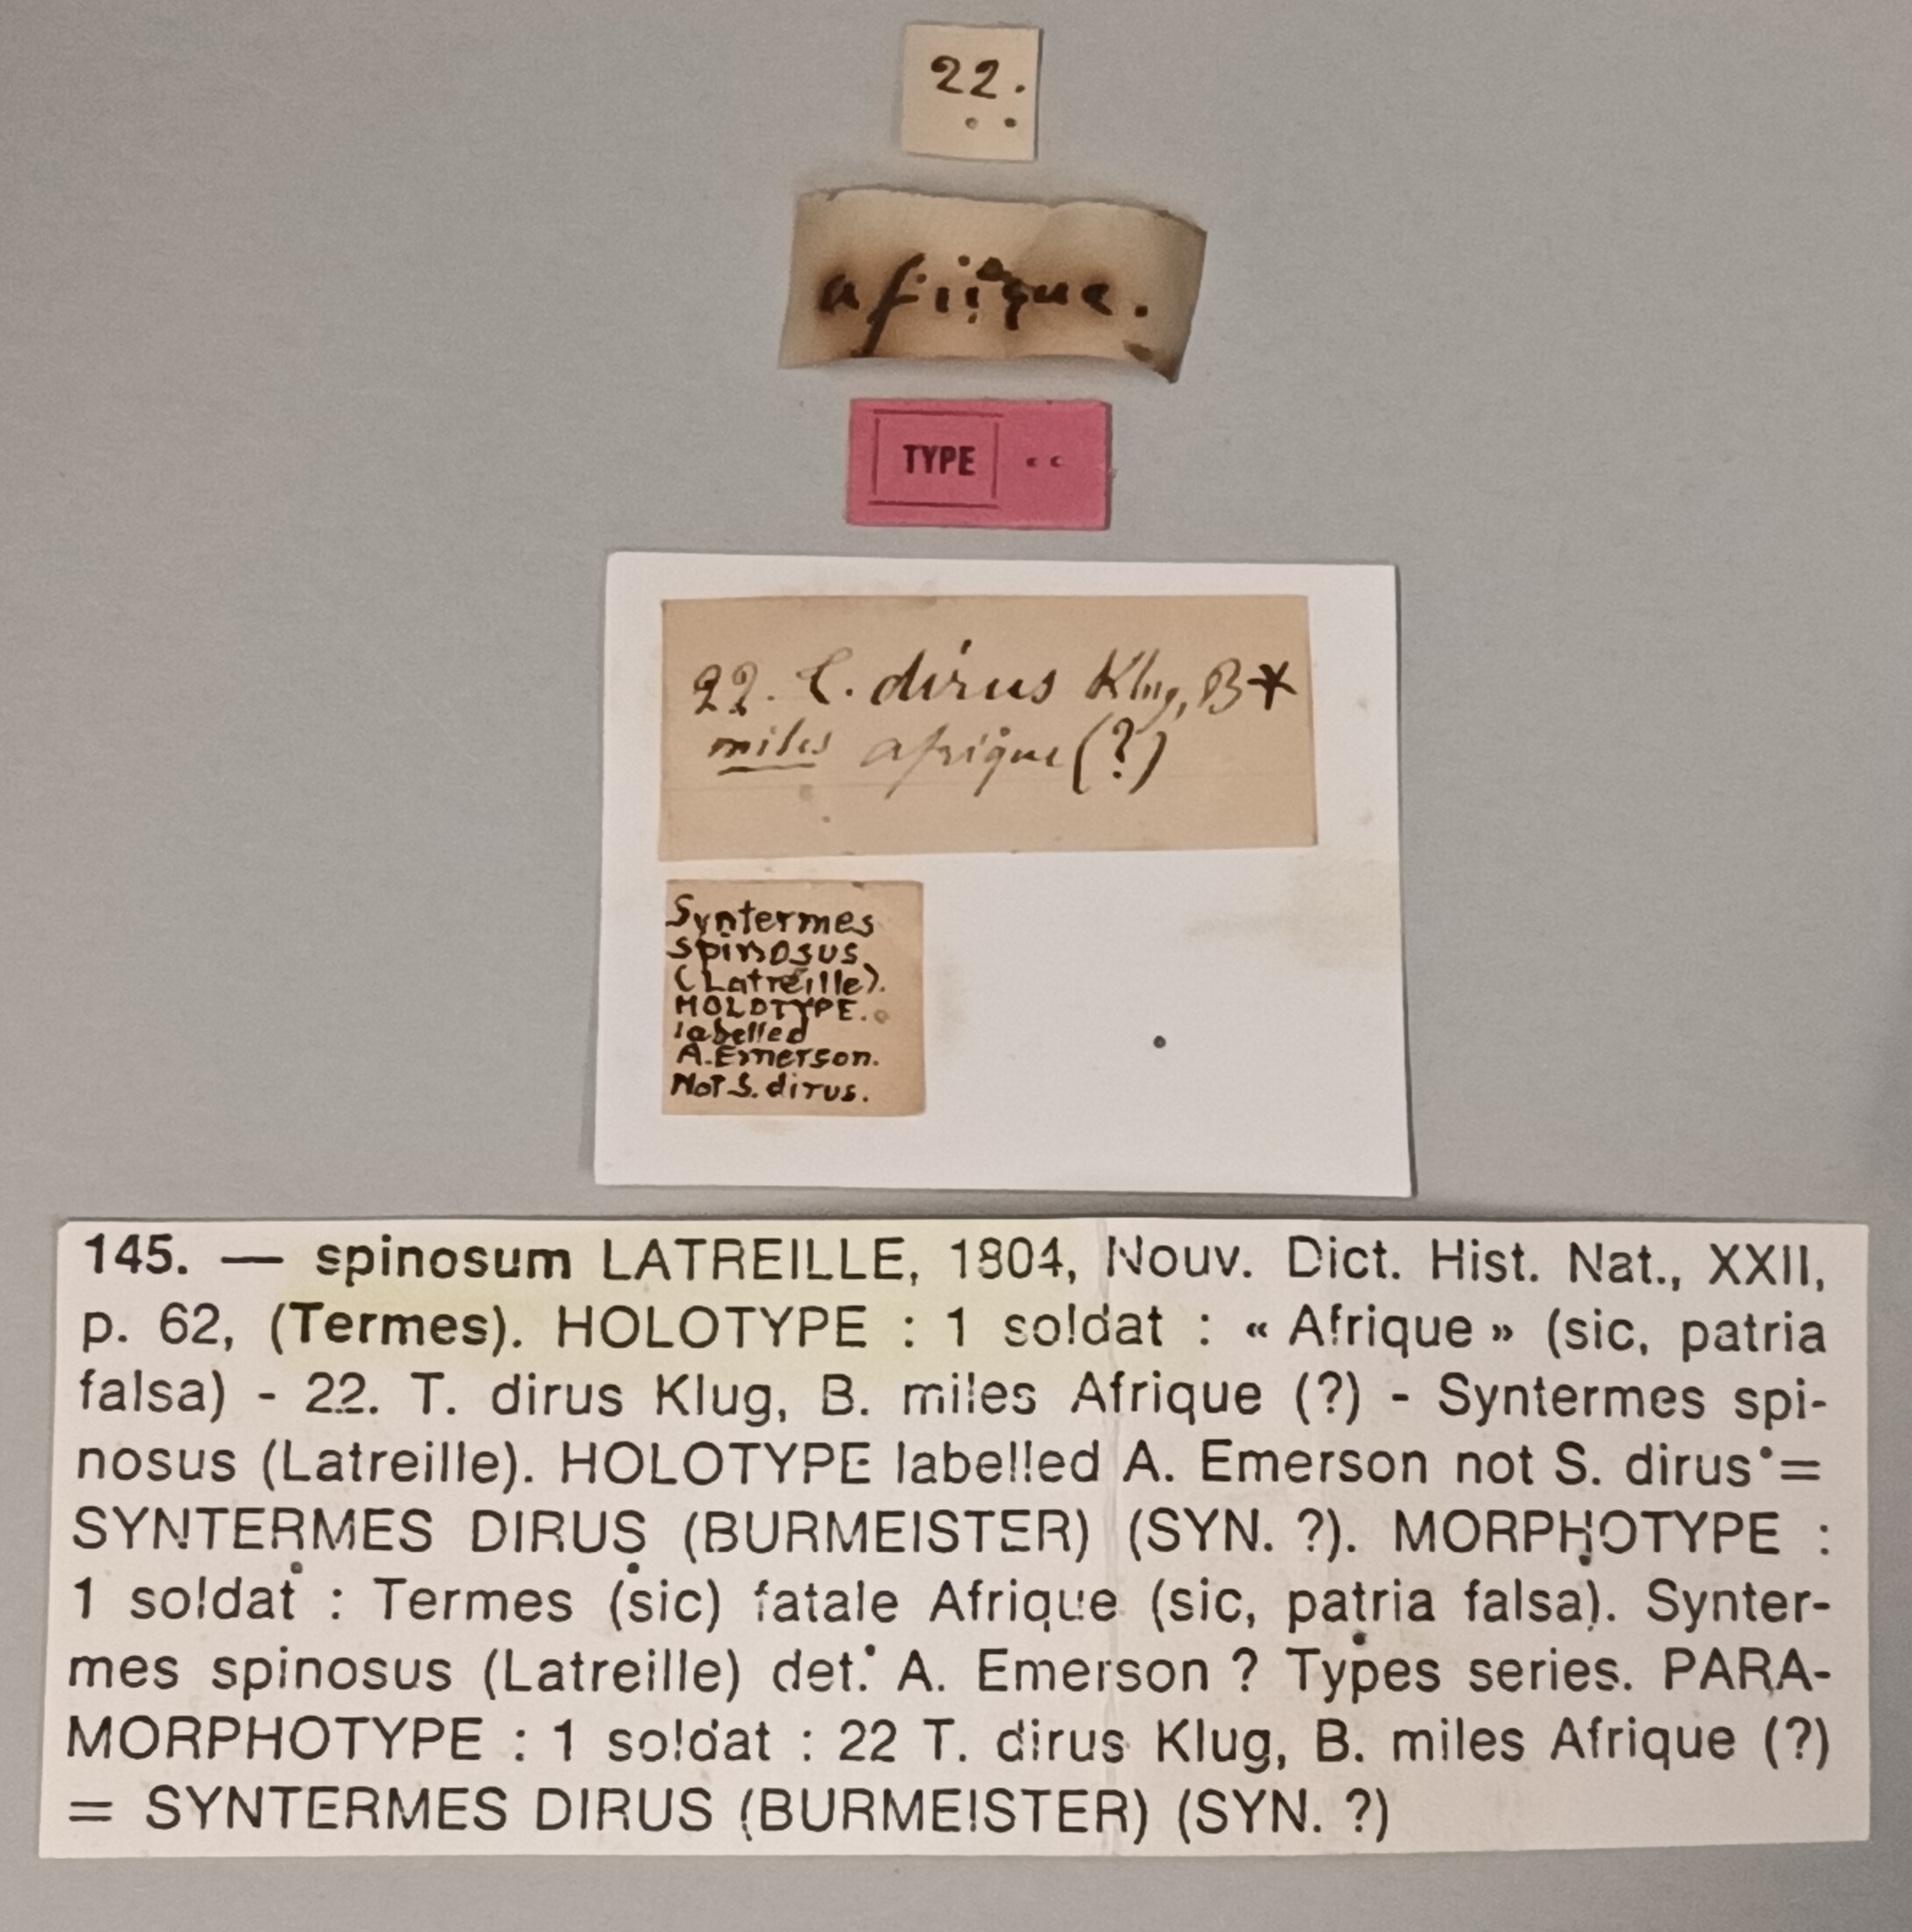 22.
afrique.
TYPE
22. T. dirus Klug, B*
miles afrique (?)
Syntermes
spinosus
(Latreille).
HOLOTYPE.
labelled
A. Emerson.
NOT S. dirus.
145. — spinosum LATREILLE, 1804, Nouv. Dict. Hist. Nat., XXII,
p. 62, (Termes). HOLOTYPE : 1 soldat : « Afrique » (sic, patria
falsa) - 22. T. dirus Klug, B. miles Afrique (?) - Syntermes spi-
nosus (Latreille). HOLOTYPE labelled A. Emerson not S. dirus =
SYNTERMES DIRUS (BURMEISTER) (SYN. ?). MORPHOTYPE :
1 soldat : Termes (sic) fatale Afrique (sic, patria falsa). Synter-
mes spinosus (Latreille) det. A. Emerson ? Types series. PARA-
MORPHOTYPE : 1 soldat : 22 T. dirus Klug, B. miles Afrique (?)
= SYNTERMES DIRUS (BURMEISTER) (SYN. ?)